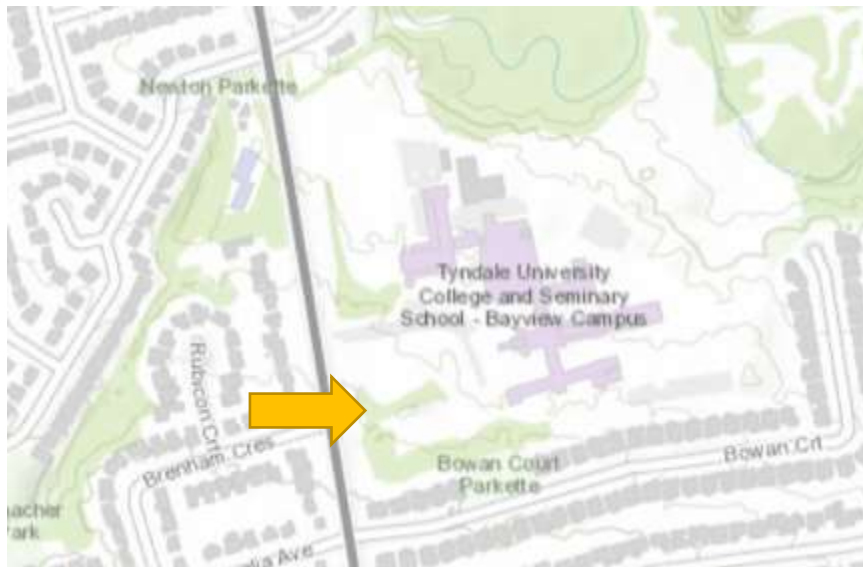 Newton Parkette
Tyndale University
College and Seminary
School - Bayview Campus
Rubicon Crt
Brenham Cres
Bowan Court
Parkette
Bowan Crt
Ave